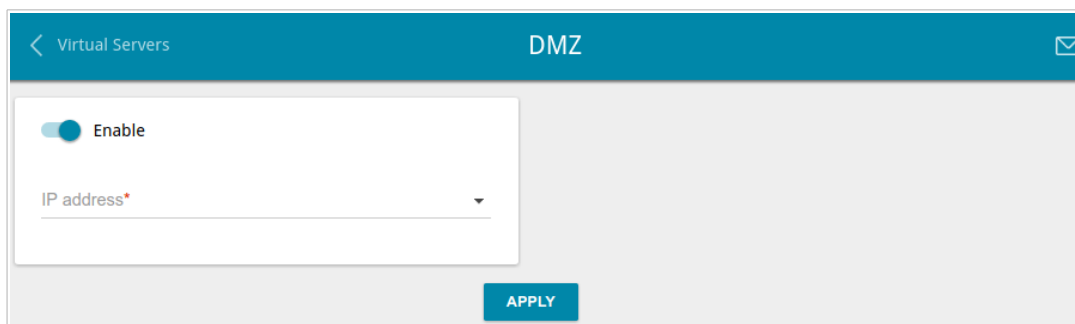 Virtual Servers
DMZ
Enable
IP address*
APPLY